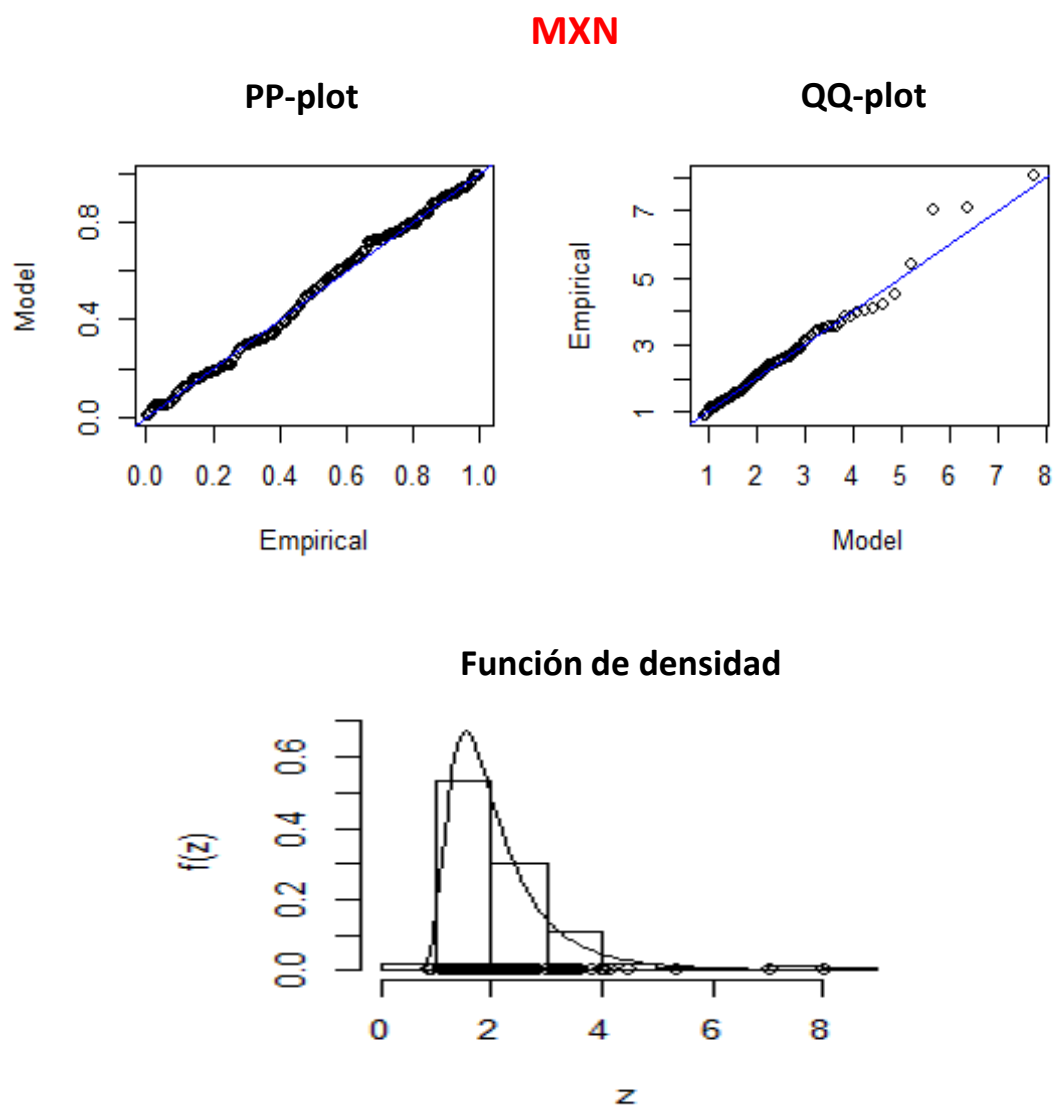 MXN
PP-plot
QQ-plot
Model
0.0 0.4 0.8
0.0 0.2 0.4 0.6 0.8 1.0
Empirical
Empirical
1 3 5 7
1 2 3 4 5 6 7 8
Model
Función de densidad
f(z)
0.0 0.2 0.4 0.6
0 2 4 6 8
z